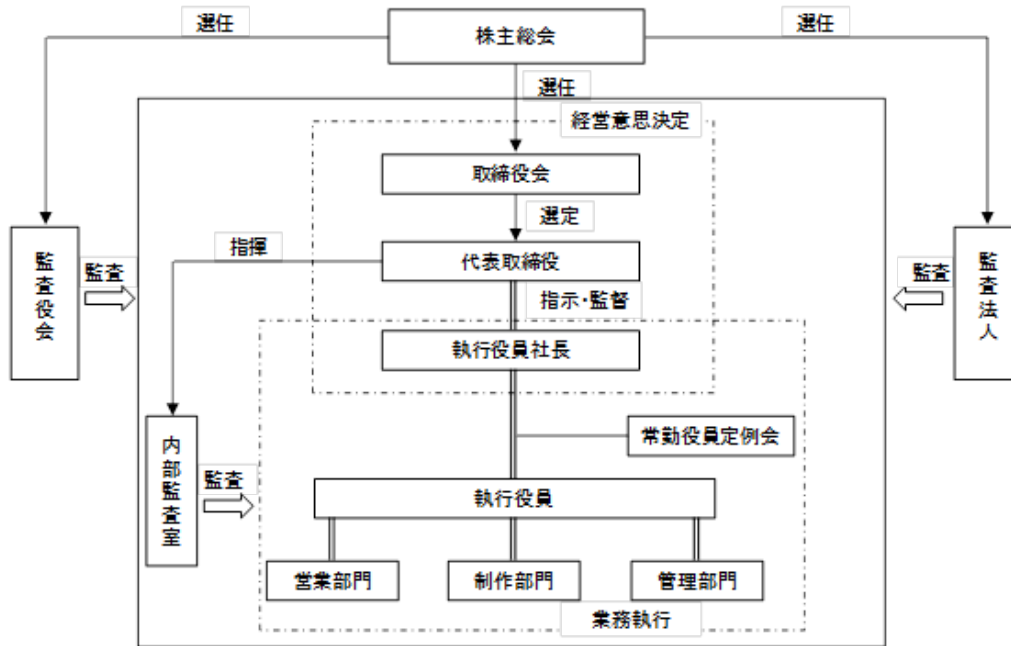 選任
株主総会
選任
選任
経営意思決定
取締役会
選定
指揮
代表取締役
監査役会
監査
監査
監査法人
指示・監督
執行役員社長
常勤役員定例会
内部監査室
監査
執行役員
営業部門
制作部門
管理部門
業務執行